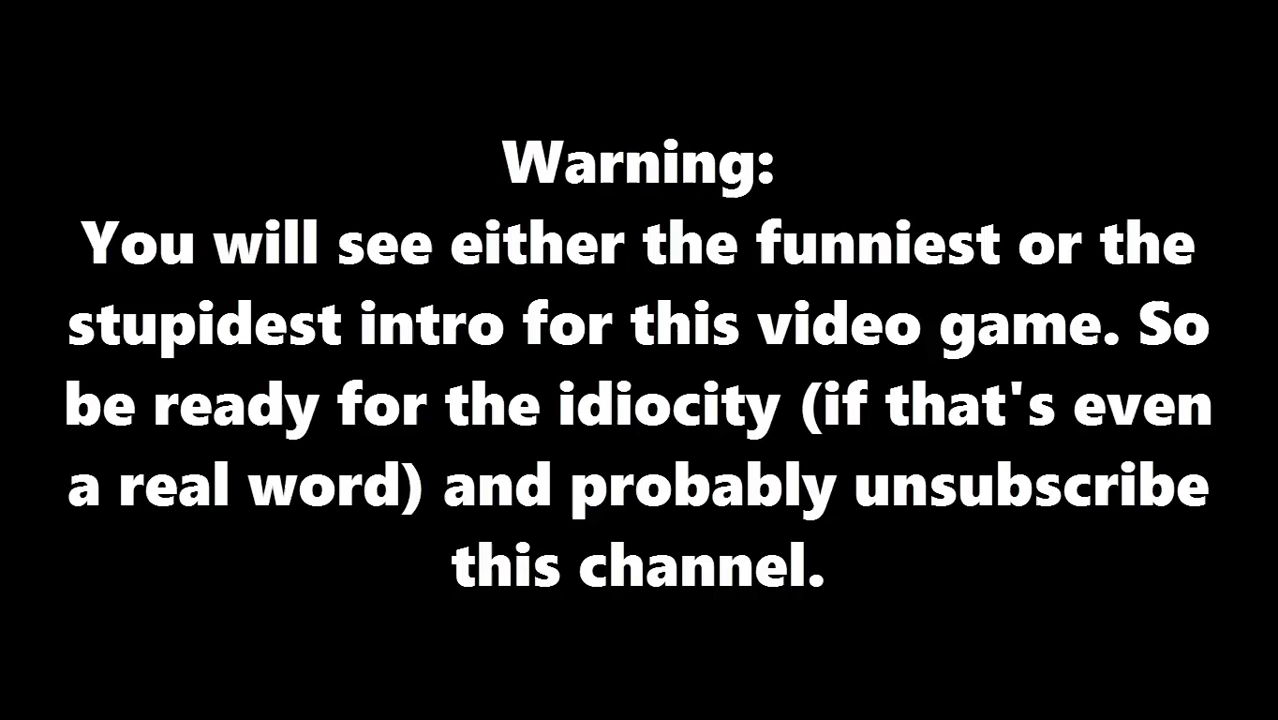 Warning:
You will see either the funniest or the
stupidest intro for this video game. So
be ready for the idiocity (if that's even
a real word) and probably unsubscribe
this channel.